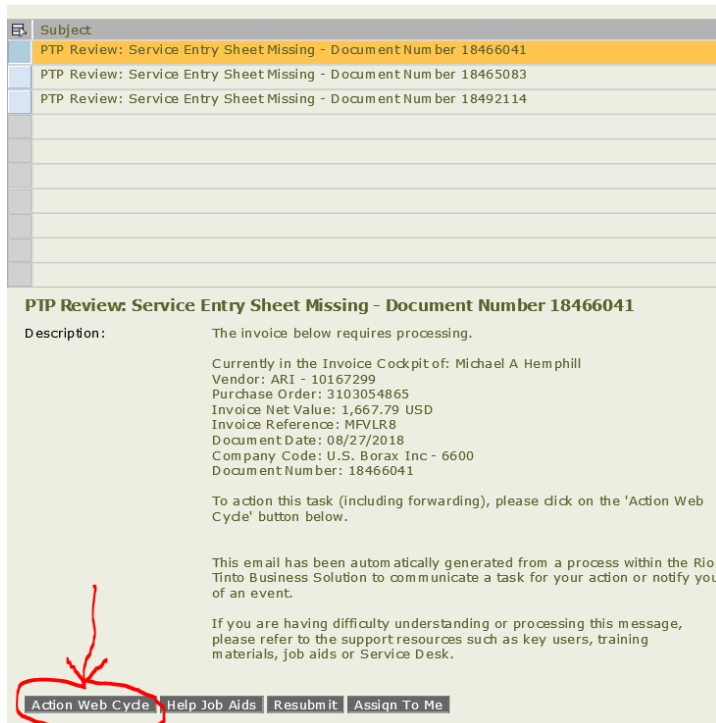 Subject
PTP Review: Service Entry Sheet Missing - Document Number 18466041
PTP Review: Service Entry Sheet Missing - Document Number 18465083
PTP Review: Service Entry Sheet Missing - Document Number 18492114
PTP Review: Service Entry Sheet Missing - Document Number 18466041
Description: The invoice below requires processing.
Currently in the Invoice Cockpit of: Michael A Hemphill
Vendor: ARI - 10167299
Purchase Order: 3103054865
Invoice Net Value: 1,667.79 USD
Invoice Reference: MFVLR8
Document Date: 08/27/2018
Company Code: U.S. Borax Inc - 6600
Document Number: 18466041
To action this task (including forwarding), please click on the 'Action Web
Cycle' button below.
This email has been automatically generated from a process within the Rio
Tinto Business Solution to communicate a task for your action or notify you
of an event.
If you are having difficulty understanding or processing this message,
please refer to the support resources such as key users, training
materials, job aids or Service Desk.
Action Web Cycle Help Job Aids Resubmit Assign To Me